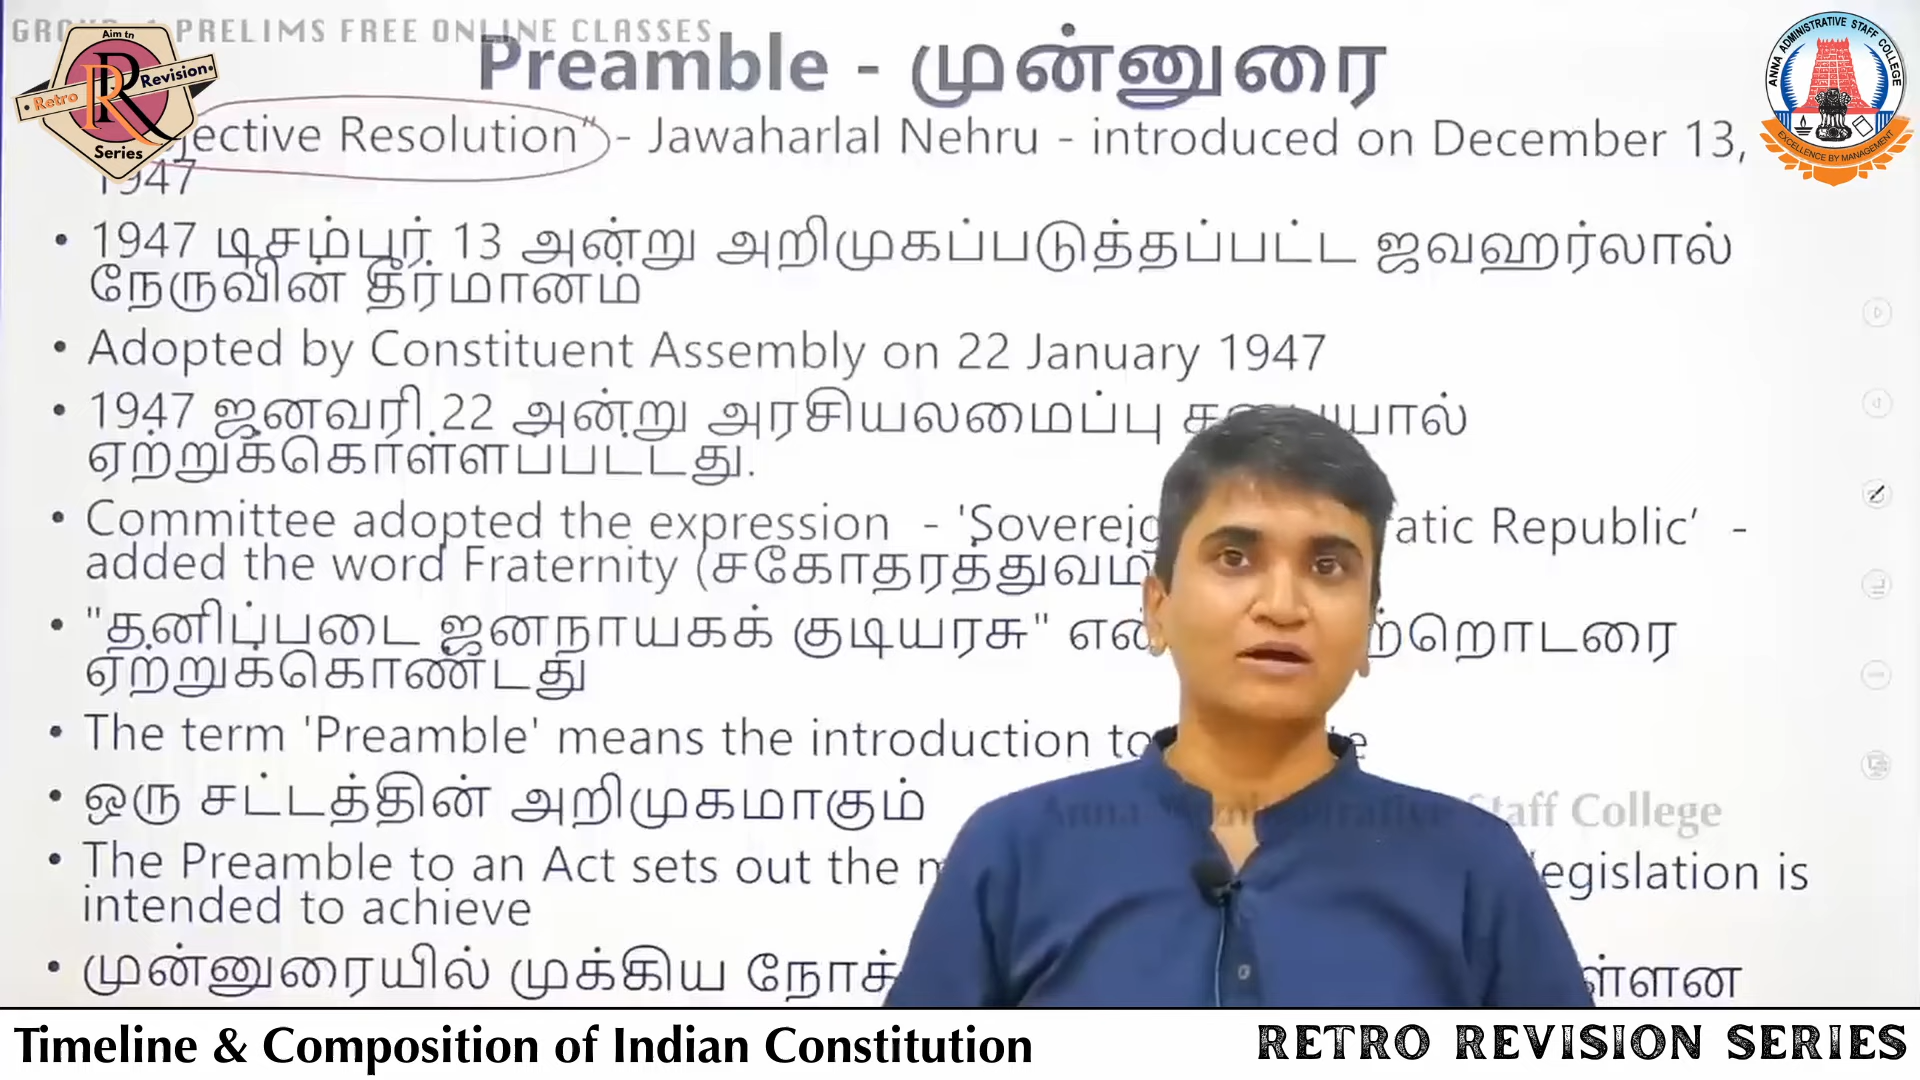 GROUP PRELIMS FREE ONLINE CLASSES
Preamble - முன்னுரை
Aim tn
Retro
R R
Revision
Series
ANNA ADMINISTRATIVE STAFF COLLEGE
EXCELLENCE BY MANAGEMENT
jective Resolution" - Jawaharlal Nehru - introduced on December 13,
1947
• 1947 டிசம்பர் 13 அன்று அறிமுகப்படுத்தப்பட்ட ஜவஹர்லால்
நேருவின் தீர்மானம்
• Adopted by Constituent Assembly on 22 January 1947
• 1947 ஜனவரி 22 அன்று அரசியலமைப்பு
ஏற்றுக்கொள்ளப்பட்டது.
• Committee adopted the expression - 'Sovereig atic Republic' -
added the word Fraternity (சகோதரத்துவம்
• "தனிப்படை ஜனநாயகக் குடியரசு"
ஏற்றுக்கொண்டது
• The term 'Preamble' means the introduction to
• ஒரு சட்டத்தின் அறிமுகமாகும்
Anna Administrative Staff College
• The Preamble to an Act sets out the egislation is
intended to achieve
• முன்னுரையில் முக்கிய
Timeline & Composition of Indian Constitution
RETRO REVISION SERIES